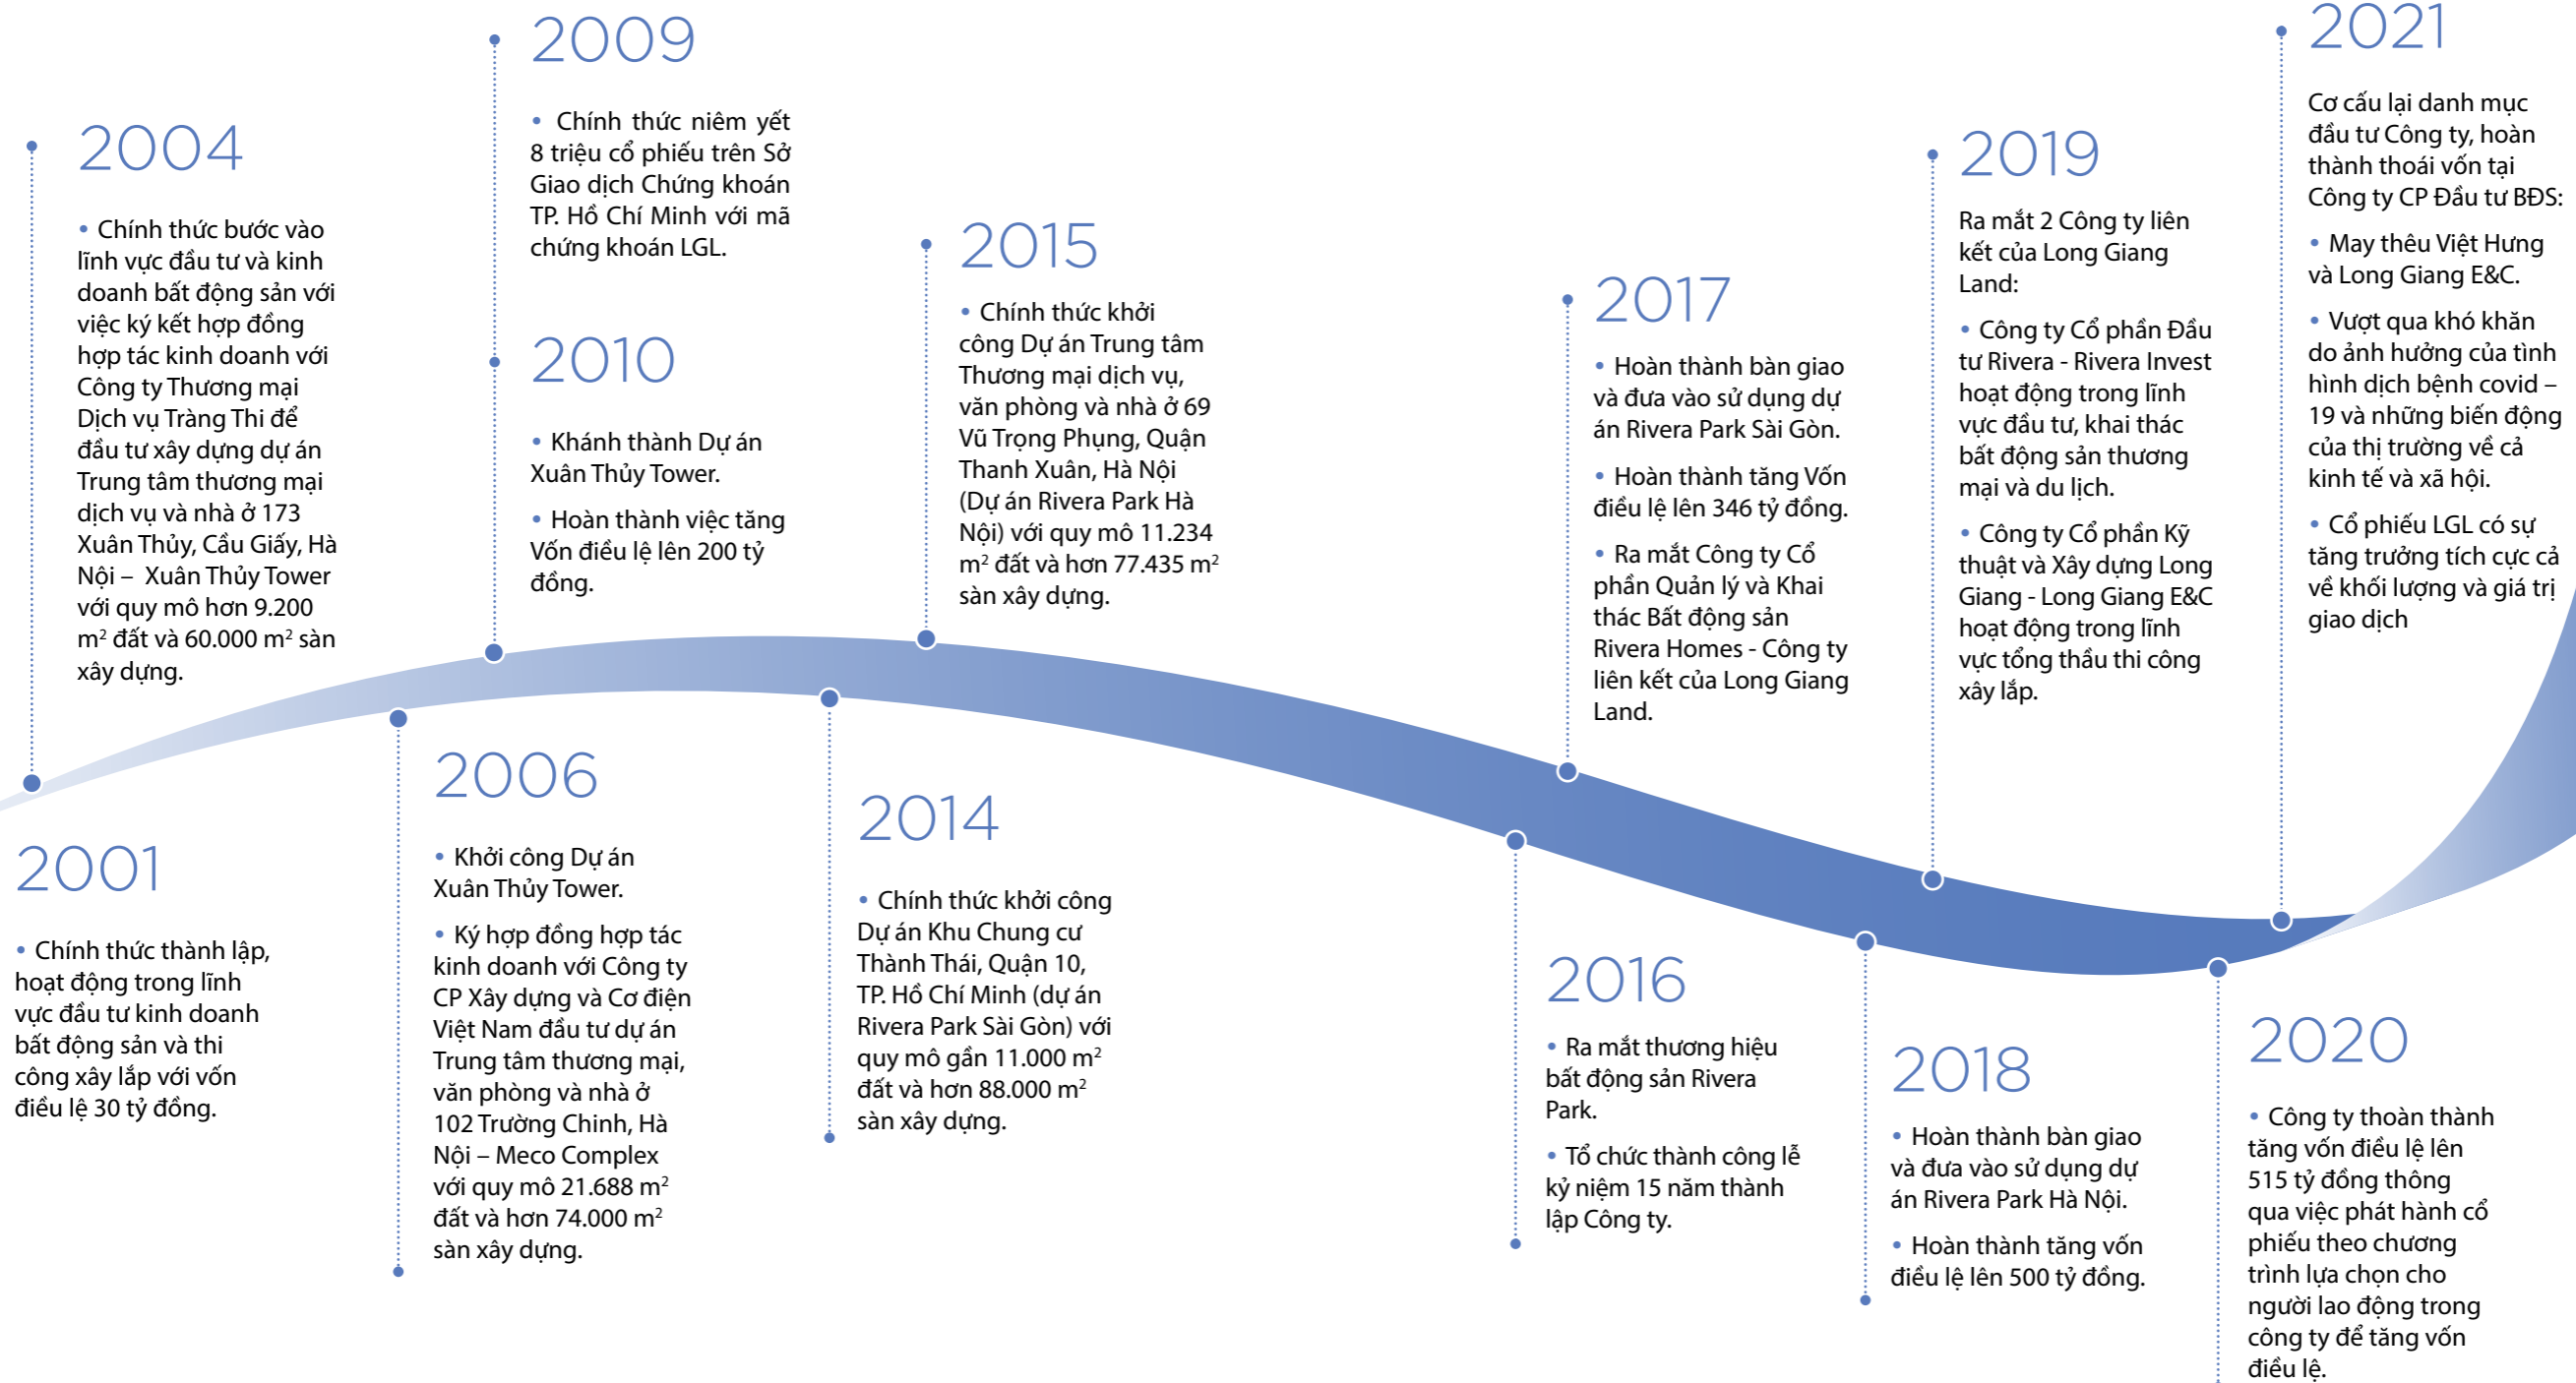 2001
• Chính thức thành lập,
hoạt động trong lĩnh
vực đầu tư kinh doanh
bất động sản và thi
công xây lắp với vốn
điều lệ 30 tỷ đồng.
2004
• Chính thức bước vào
lĩnh vực đầu tư và kinh
doanh bất động sản với
việc ký kết hợp đồng
hợp tác kinh doanh với
Công ty Thương mại
Dịch vụ Tràng Thi để
đầu tư xây dựng dự án
Trung tâm thương mại
dịch vụ và nhà ở 173
Xuân Thủy, Cầu Giấy, Hà
Nội – Xuân Thủy Tower
với quy mô hơn 9.200
m² đất và 60.000 m² sàn
xây dựng.
2006
• Khởi công Dự án
Xuân Thủy Tower.
• Ký hợp đồng hợp tác
kinh doanh với Công ty
CP Xây dựng và Cơ điện
Việt Nam đầu tư dự án
Trung tâm thương mại,
văn phòng và nhà ở
102 Trường Chinh, Hà
Nội – Meco Complex
với quy mô 21.688 m²
đất và hơn 74.000 m²
sàn xây dựng.
2009
• Chính thức niêm yết
8 triệu cổ phiếu trên Sở
Giao dịch Chứng khoán
TP. Hồ Chí Minh với mã
chứng khoán LGL.
2010
• Khánh thành Dự án
Xuân Thủy Tower.
• Hoàn thành việc tăng
Vốn điều lệ lên 200 tỷ
đồng.
2014
• Chính thức khởi công
Dự án Khu Chung cư
Thành Thái, Quận 10,
TP. Hồ Chí Minh (dự án
Rivera Park Sài Gòn) với
quy mô gần 11.000 m²
đất và hơn 88.000 m²
sàn xây dựng.
2015
• Chính thức khởi
công Dự án Trung tâm
Thương mại dịch vụ,
văn phòng và nhà ở 69
Vũ Trọng Phụng, Quận
Thanh Xuân, Hà Nội
(Dự án Rivera Park Hà
Nội) với quy mô 11.234
m² đất và hơn 77.435 m²
sàn xây dựng.
2016
• Ra mắt thương hiệu
bất động sản Rivera
Park.
• Tổ chức thành công lễ
kỷ niệm 15 năm thành
lập Công ty.
2017
• Hoàn thành bàn giao
và đưa vào sử dụng dự
án Rivera Park Sài Gòn.
• Hoàn thành tăng Vốn
điều lệ lên 346 tỷ đồng.
• Ra mắt Công ty Cổ
phần Quản lý và Khai
thác Bất động sản
Rivera Homes - Công ty
liên kết của Long Giang
Land.
2018
• Hoàn thành bàn giao
và đưa vào sử dụng dự
án Rivera Park Hà Nội.
• Hoàn thành tăng vốn
điều lệ lên 500 tỷ đồng.
2019
Ra mắt 2 Công ty liên
kết của Long Giang
Land:
• Công ty Cổ phần Đầu
tư Rivera - Rivera Invest
hoạt động trong lĩnh
vực đầu tư, khai thác
bất động sản thương
mại và du lịch.
• Công ty Cổ phần Kỹ
thuật và Xây dựng Long
Giang - Long Giang E&C
hoạt động trong lĩnh
vực tổng thầu thi công
xây lắp.
2020
• Công ty thoàn thành
tăng vốn điều lệ lên
515 tỷ đồng thông
qua việc phát hành cổ
phiếu theo chương
trình lựa chọn cho
người lao động trong
công ty để tăng vốn
điều lệ.
2021
Cơ cấu lại danh mục
đầu tư Công ty, hoàn
thành thoái vốn tại
Công ty CP Đầu tư BĐS:
• May thêu Việt Hưng
và Long Giang E&C.
• Vượt qua khó khăn
do ảnh hưởng của tình
hình dịch bệnh covid –
19 và những biến động
của thị trường về cả
kinh tế và xã hội.
• Cổ phiếu LGL có sự
tăng trưởng tích cực cả
về khối lượng và giá trị
giao dịch